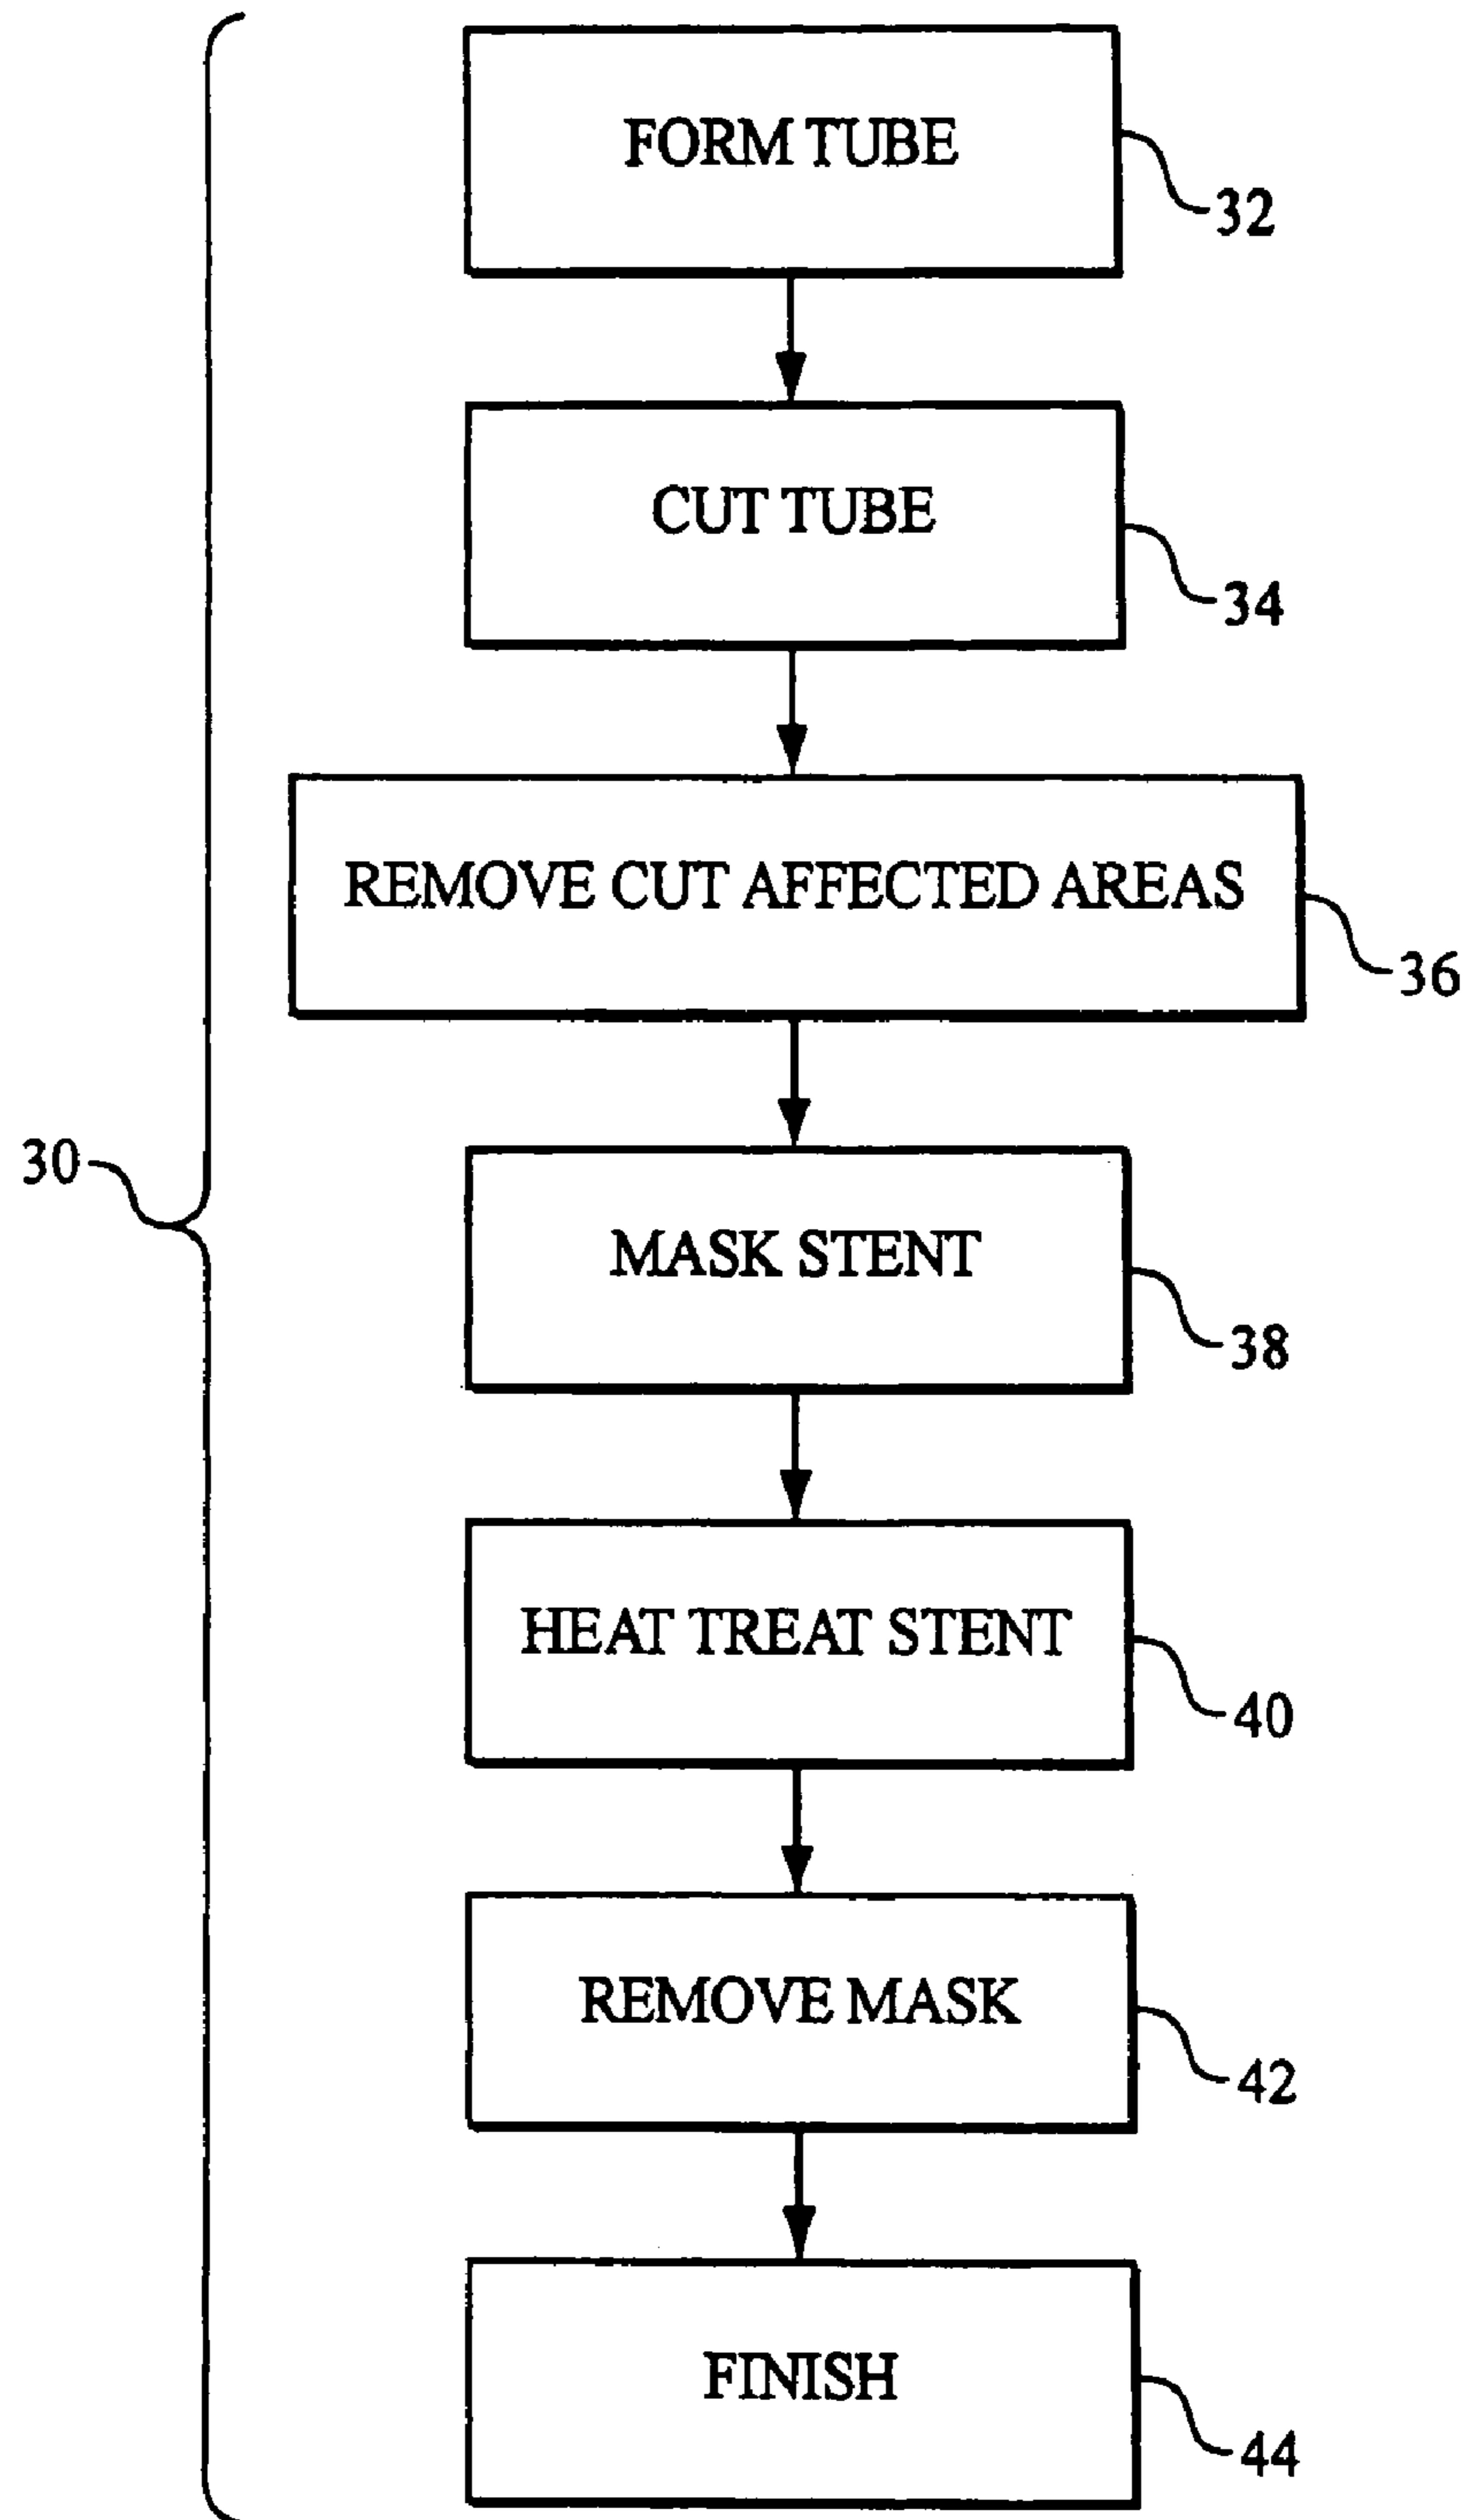 FORM TUBE
32
CUT TUBE
34
REMOVE CUT AFFECTED AREAS
36
30
MASK STENT
38
HEAT TREAT STENT
40
REMOVE MASK
42
FINISH
44